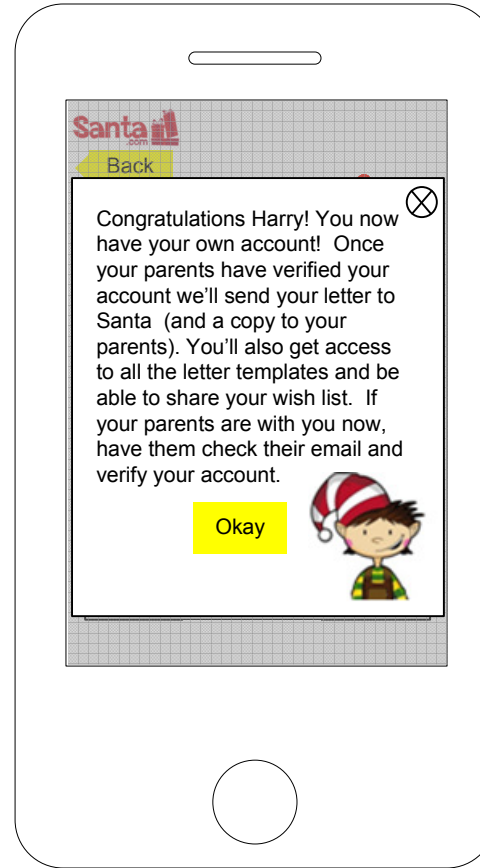 Santa
.com
Back
Congratulations Harry! You now
have your own account!  Once
your parents have verified your
account we’ll send your letter to
Santa  (and a copy to your
parents). You’ll also get access
to all the letter templates and be
able to share your wish list.  If
your parents are with you now,
have them check their email and
verify your account.
Okay